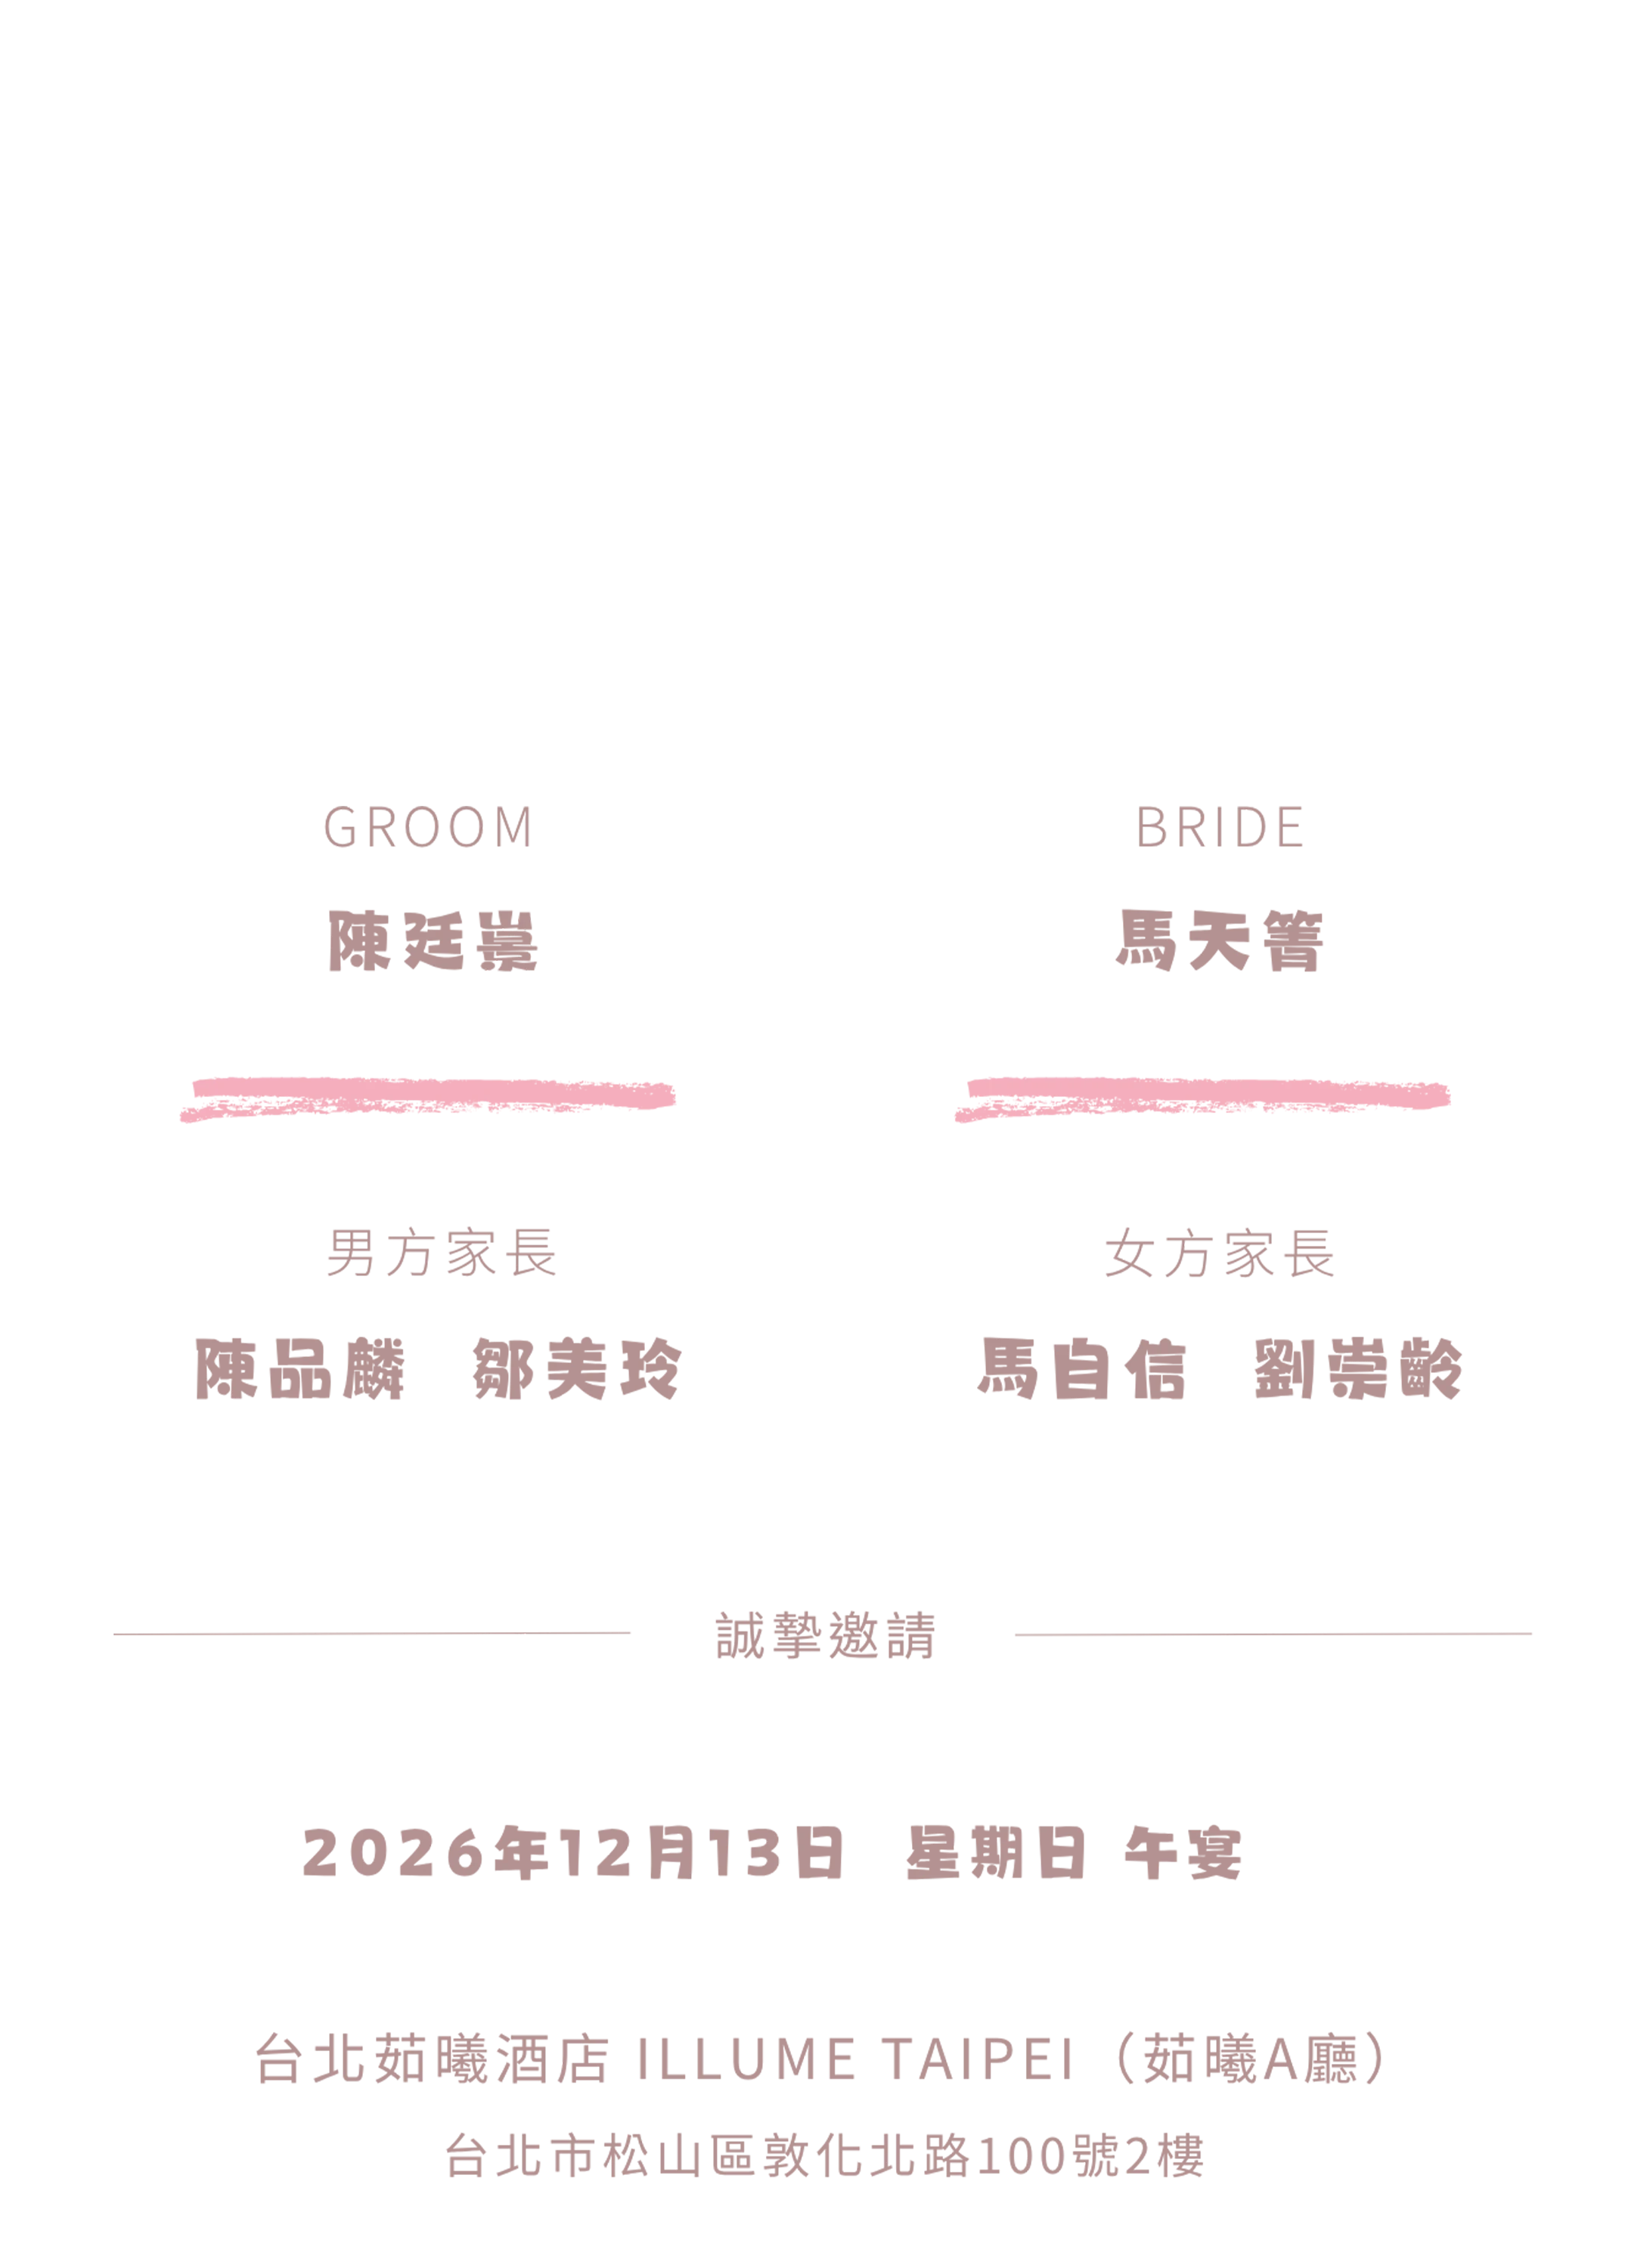 GROOM BRIDE
陳廷 馬天箐
男方家長 女方家長
陳品麟 鄒美珍 馬自信 劉崇齡
誠摯邀請
2026年12月13日 星期日 午宴
台北茹曦酒店 ILLUME TAIPEI（茹曦A廳）
台北市松山區敦化北路100號2樓